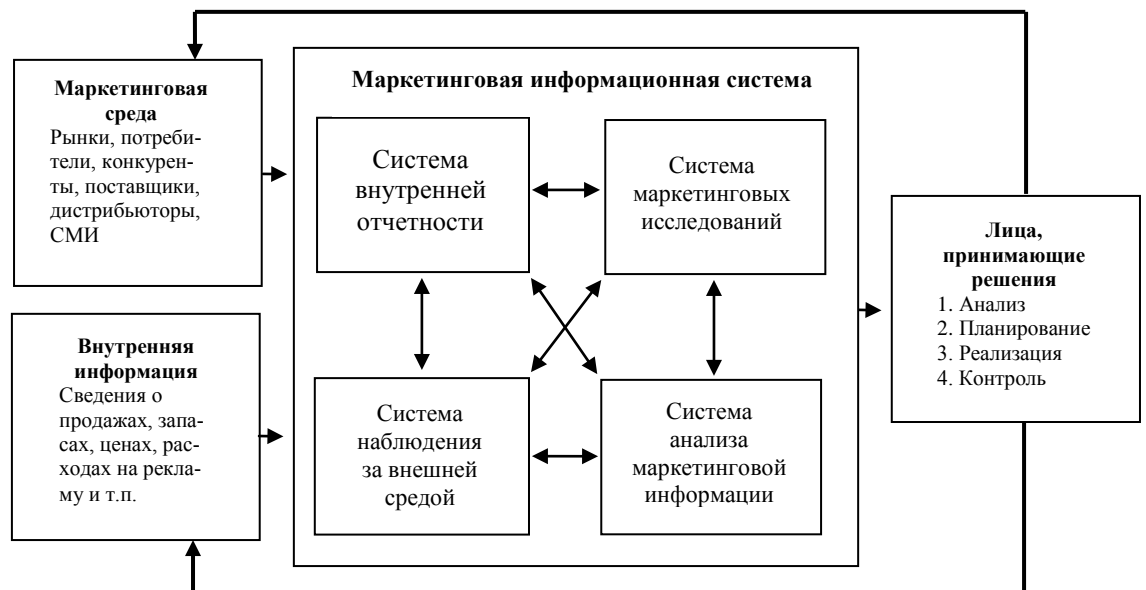 Маркетинговая
среда
Рынки, потреби-
тели, конкурен-
ты, поставщики,
дистрибьюторы,
СМИ
Внутренняя
информация
Сведения о
продажах, запа-
сах, ценах, рас-
ходах на рекла-
му и т.п.
Маркетинговая информационная система
Система
внутренней
отчетности
Система
маркетинговых
исследований
Система
наблюдения
за внешней
средой
Система
анализа
маркетинговой
информации
Лица,
принимающие
решения
1. Анализ
2. Планирование
3. Реализация
4. Контроль